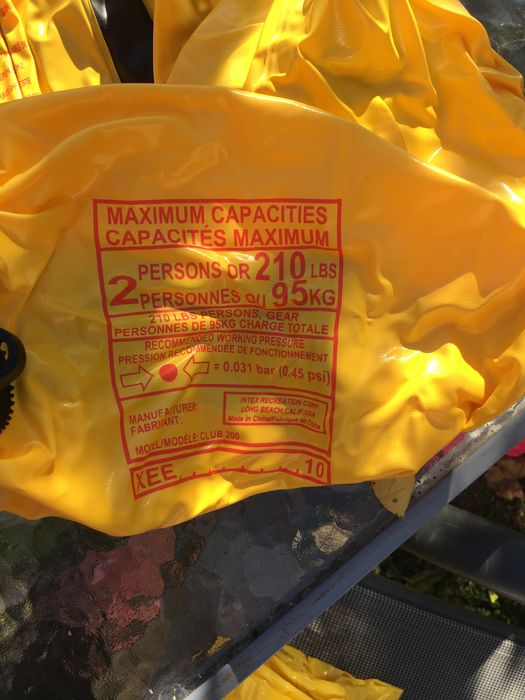 MAXIMUM CAPACITIES
CAPACITÉS MAXIMUM
2 PERSONS OR 210 LBS
PERSONNES OU 95KG
210 LBS PERSONS, GEAR
PERSONNES DE 95KG CHARGE TOTALE
RECOMMENDED WORKING PRESSURE
PRESSION RECOMMENDÉE DE FONCTIONNEMENT
= 0.031 bar (0.45 psi)
MANUFACTURER:
FABRICANT:
INTEX RECREATION CORP.
LONG BEACH,CALIF.USA
Made in China/Fabriqué en Chine
MODEL/MODÈLE:CLUB 200
XEE........10